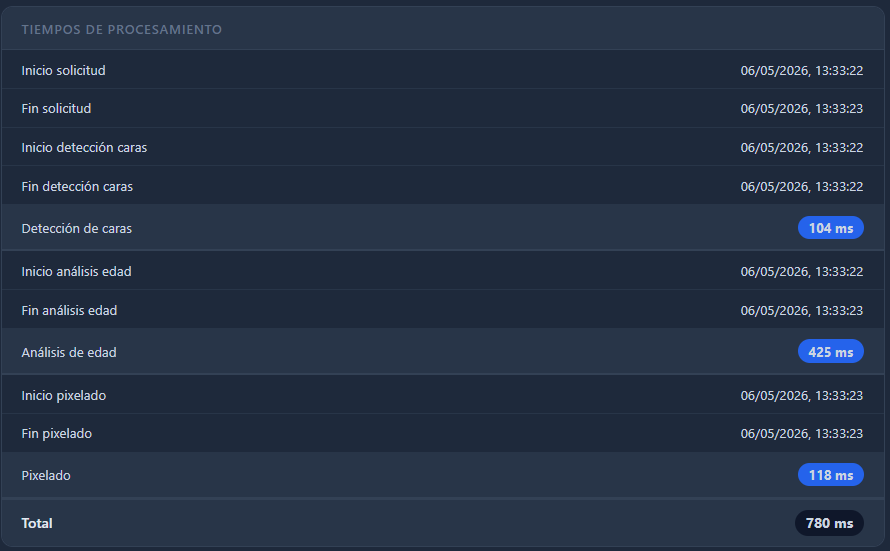 TIEMPOS DE PROCESAMIENTO
Inicio solicitud 06/05/2026, 13:33:22
Fin solicitud 06/05/2026, 13:33:23
Inicio detección caras 06/05/2026, 13:33:22
Fin detección caras 06/05/2026, 13:33:22
Detección de caras 104 ms
Inicio análisis edad 06/05/2026, 13:33:22
Fin análisis edad 06/05/2026, 13:33:23
Análisis de edad 425 ms
Inicio pixelado 06/05/2026, 13:33:23
Fin pixelado 06/05/2026, 13:33:23
Pixelado 118 ms
Total 780 ms